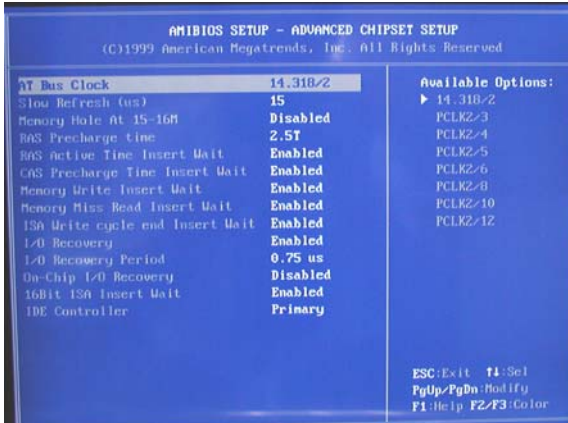 AMIBIOS SETUP - ADVANCED CHIPSET SETUP
(C)1999 American Megatrends, Inc. All Rights Reserved
AT Bus Clock 14.318/2
Slow Refresh (us) 15
Memory Hole At 15-16M Disabled
RAS Precharge time 2.5T
RAS Active Time Insert Wait Enabled
CAS Precharge Time Insert Wait Enabled
Memory Write Insert Wait Enabled
Memory Miss Read Insert Wait Enabled
ISA Write cycle end Insert Wait Enabled
I/O Recovery Enabled
I/O Recovery Period 0.75 us
On-Chip I/O Recovery Disabled
16Bit ISA Insert Wait Enabled
IDE Controller Primary
Available Options:
▶ 14.318/2
PCLK2/3
PCLK2/4
PCLK2/5
PCLK2/6
PCLK2/8
PCLK2/10
PCLK2/12
ESC:Exit ↑↓:Sel
PgUp/PgDn:Modify
F1:Help F2/F3:Color